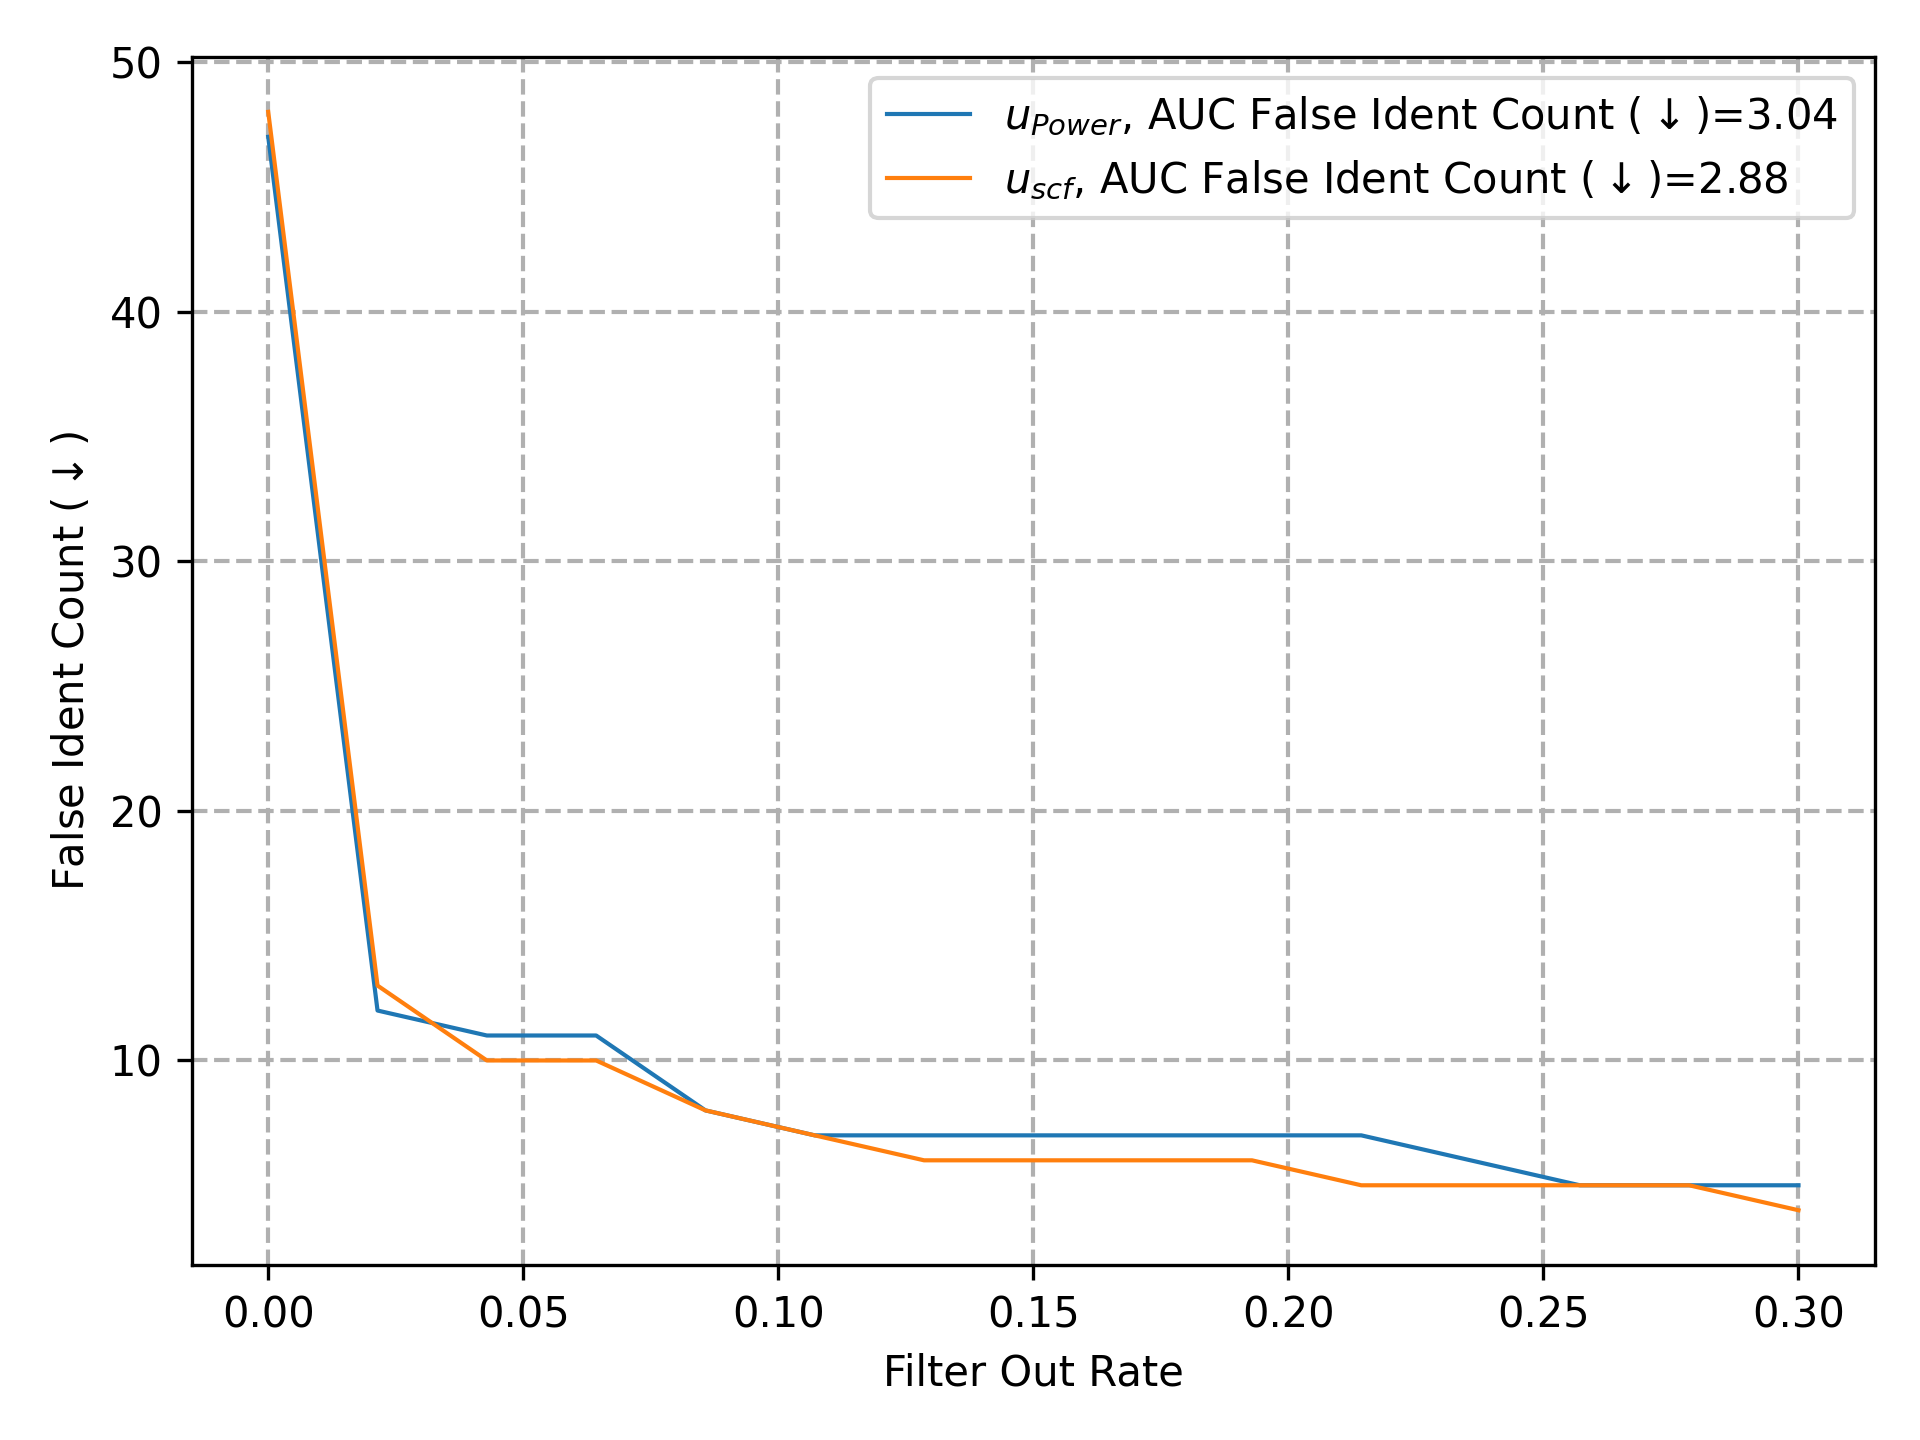 50
40
30
20
10
False Ident Count (↓)
u_Power, AUC False Ident Count (↓)=3.04
u_scf, AUC False Ident Count (↓)=2.88
0.00 0.05 0.10 0.15 0.20 0.25 0.30
Filter Out Rate